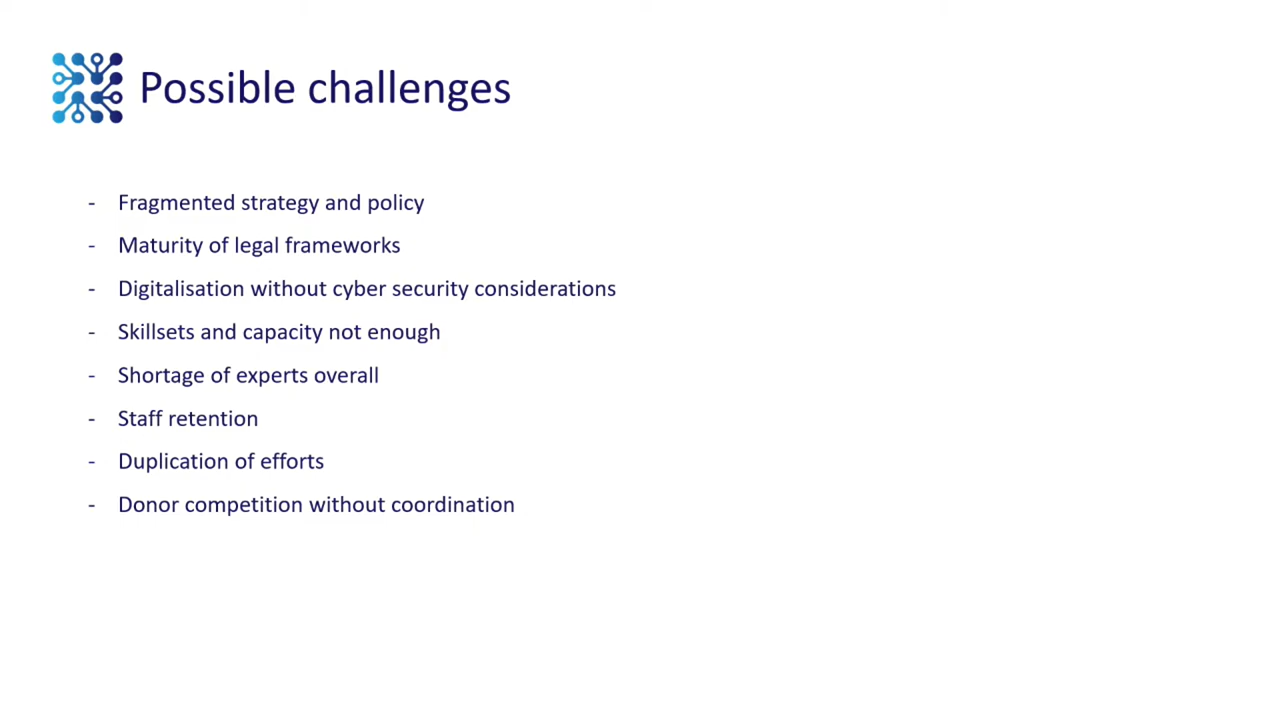 Possible challenges
- Fragmented strategy and policy
- Maturity of legal frameworks
- Digitalisation without cyber security considerations
- Skillsets and capacity not enough
- Shortage of experts overall
- Staff retention
- Duplication of efforts
- Donor competition without coordination